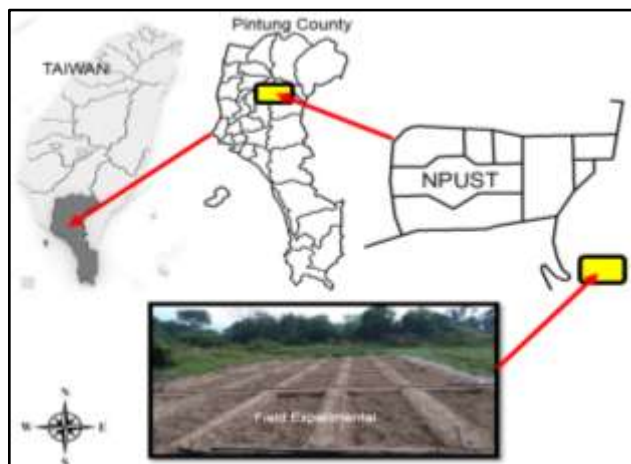 Pintung County
TAIWAN
NPUST
Field Experimental
N
W E
S